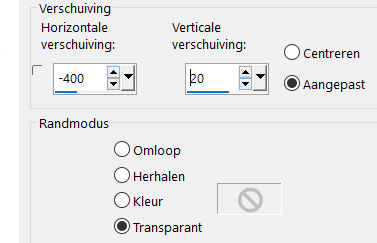 Verschuiving
Horizontale Verticale
verschuiving: verschuiving:
Centreren
-400 20
Aangepast
Randmodus
Omloop
Herhalen
Kleur
Transparant